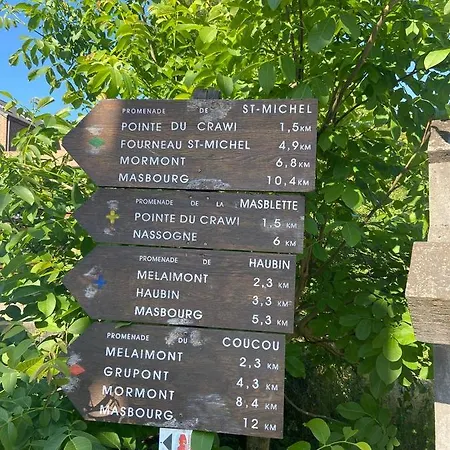 PROMENADE DE ST-MICHEL
POINTE DU CRAWI 1,5 KM
FOURNEAU ST-MICHEL 4,9 KM
MORMONT 6,8 KM
MASBOURG 10,4 KM
PROMENADE DE LA MASBLETTE
POINTE DU CRAWI 1,5 KM
NASSOGNE 6 KM
PROMENADE DE HAUBIN
MELAIMONT 2,3 KM
HAUBIN 3,3 KM
MASBOURG 5,3 KM
PROMENADE DU COUCOU
MELAIMONT 2,3 KM
GRUPONT 4,3 KM
MORMONT 8,4 KM
MASBOURG 12 KM